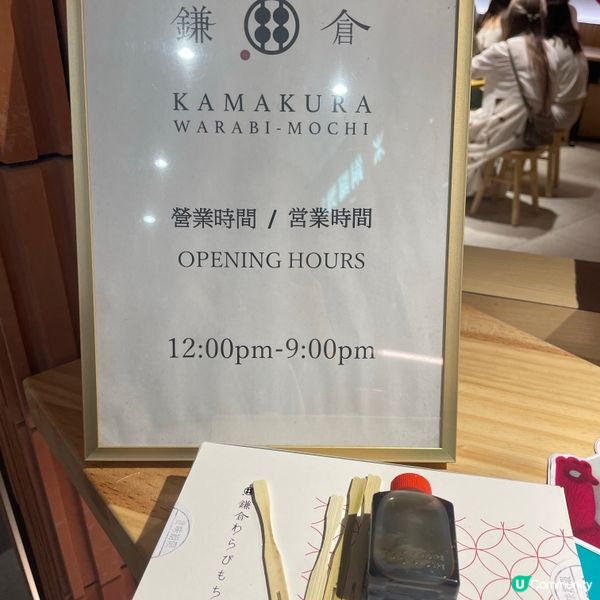 鎌 倉
KAMAKURA
WARABI-MOCHI
營業時間 / 営業時間
OPENING HOURS
12:00pm-9:00pm
鎌倉わらびもち
U Community